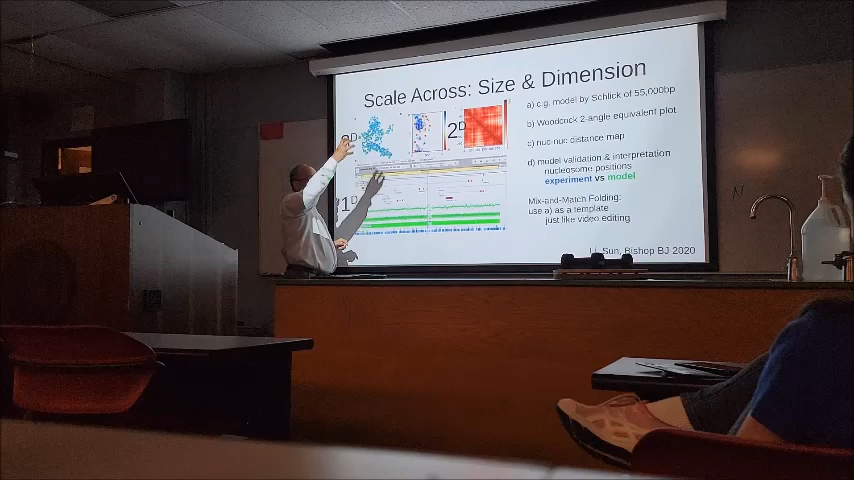 Scale Across: Size & Dimension
a) e.g. model by Schlick of 55,000bp
b) Woodcock 2-angle equivalent plot
c) nuc-nuc distance map
d) model validation & interpretation
nucleosome positions
experiment vs model
Mix-and-Match Folding:
use a) as a template
just like video editing
Sun, Bishop BJ 2020
2D
1D
N